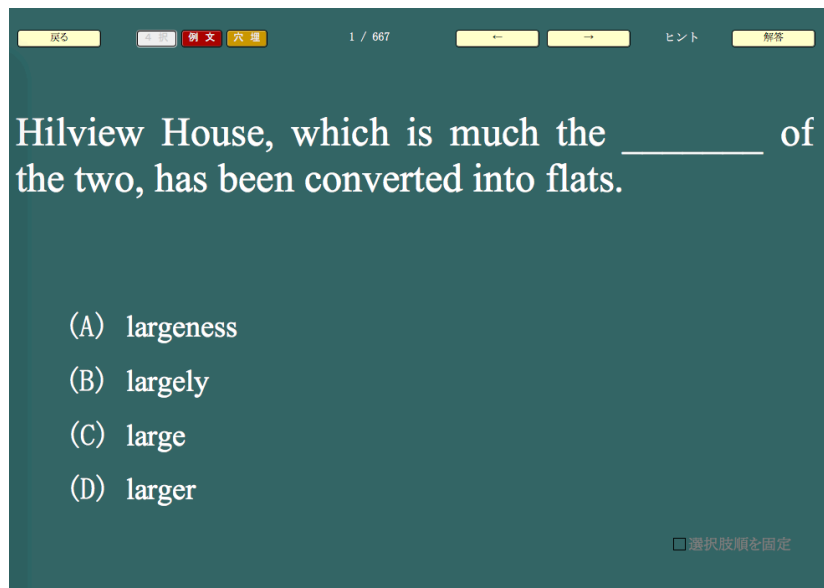 戻る 4 択 例 文 穴 埋 1 / 667 ← → ヒント 解答
Hilview House, which is much the ________ of
the two, has been converted into flats.
(A) largeness
(B) largely
(C) large
(D) larger
選択肢順を固定